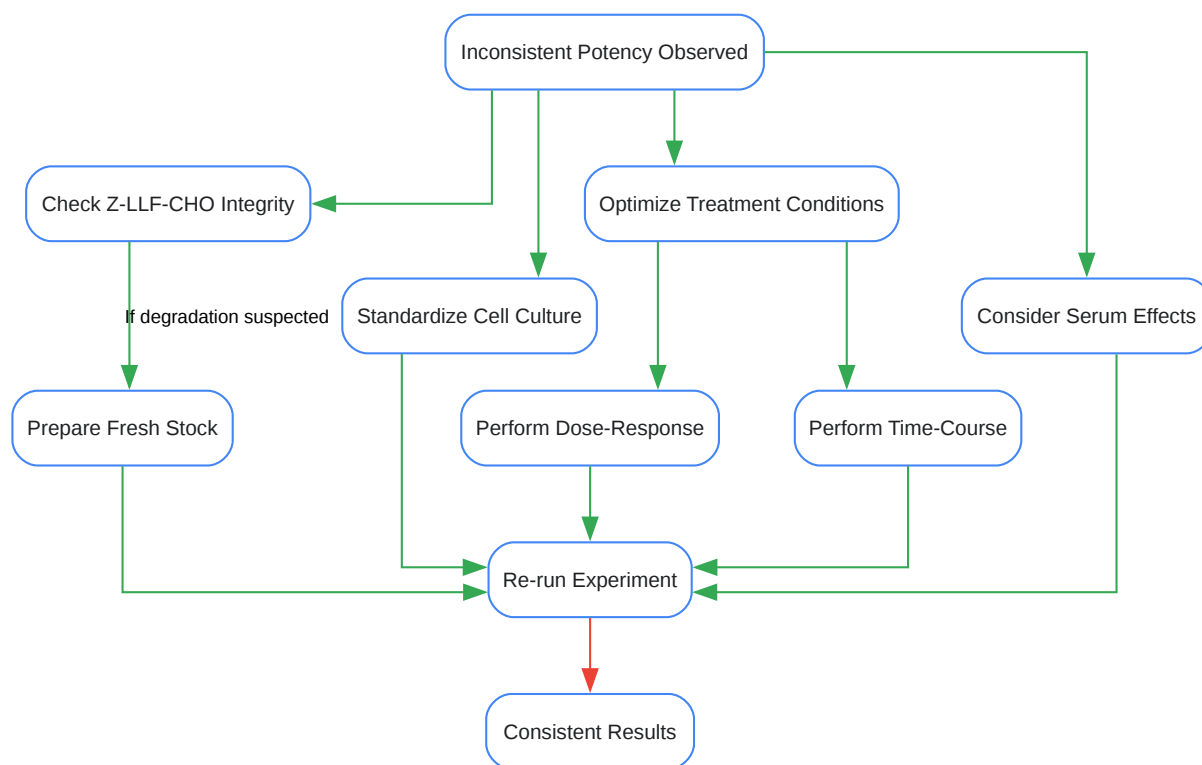 Inconsistent Potency Observed
Check Z-LLF-CHO Integrity
Optimize Treatment Conditions
If degradation suspected
Standardize Cell Culture
Consider Serum Effects
Prepare Fresh Stock
Perform Dose-Response
Perform Time-Course
Re-run Experiment
Consistent Results